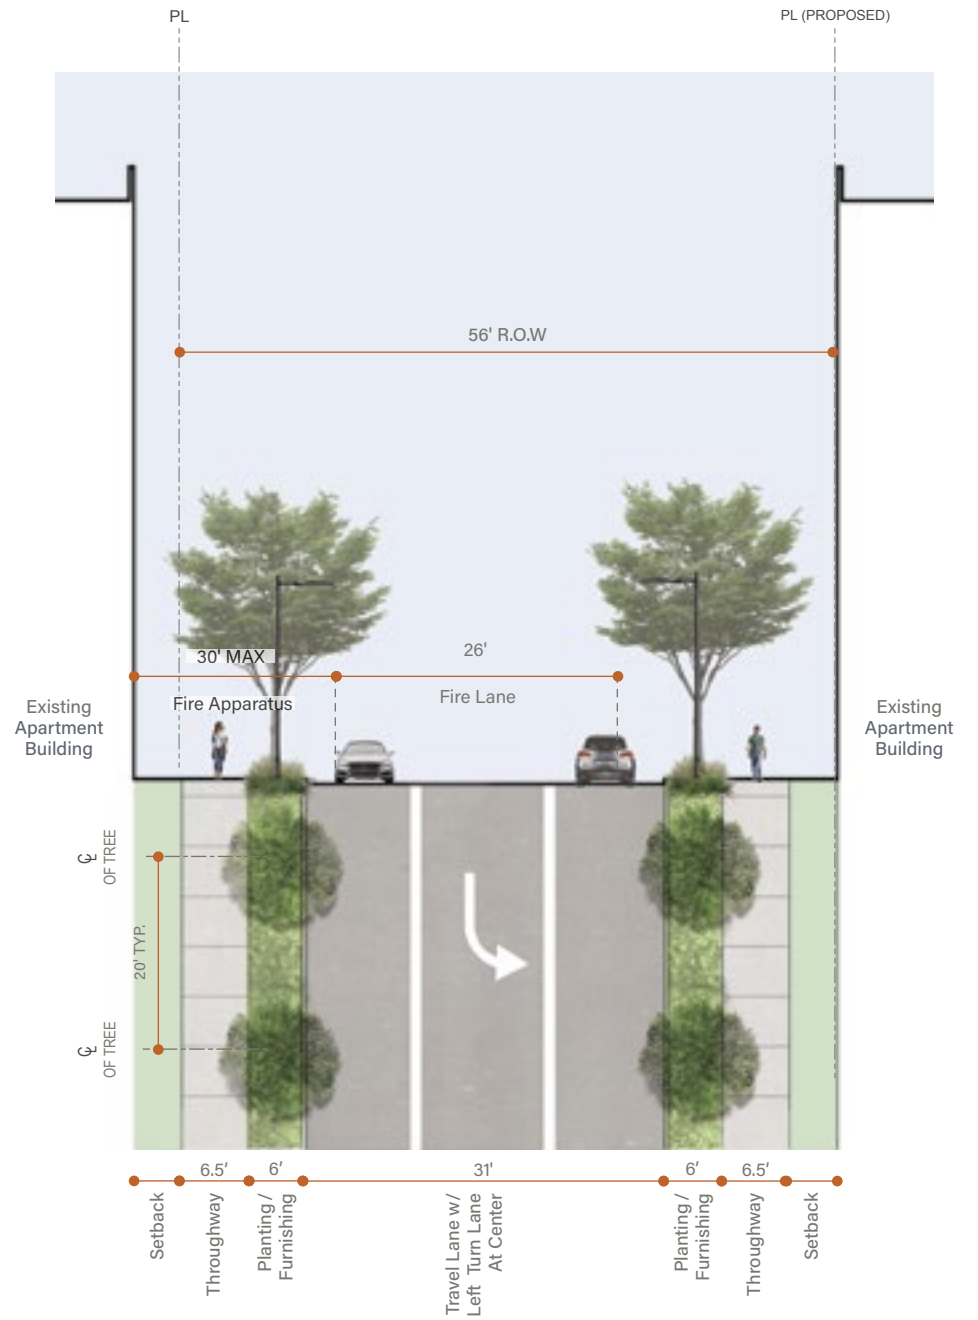 PL
PL (PROPOSED)
56' R.O.W
30' MAX
26'
Fire Apparatus
Fire Lane
Existing
Apartment
Building
Existing
Apartment
Building
℄
OF TREE
20' TYP.
℄
OF TREE
6.5'
6'
31'
6'
6.5'
Setback
Throughway
Planting /
Furnishing
Travel Lane w/
Left Turn Lane
At Center
Planting /
Furnishing
Throughway
Setback